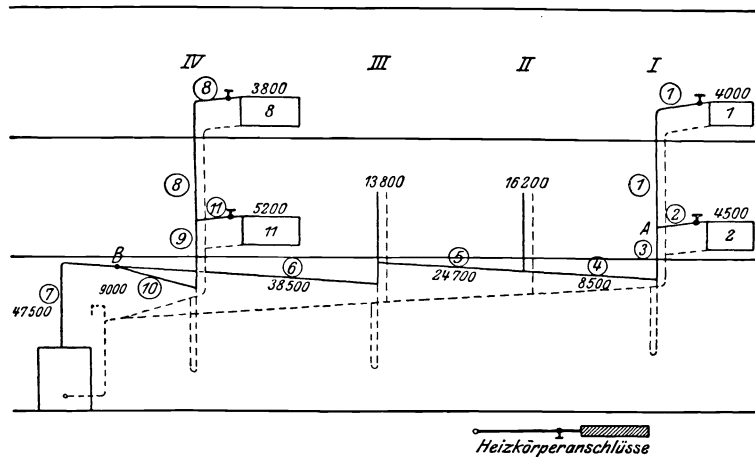 IV III II I
⑧ 3800 ① 4000
8 1
⑧ 13800 16200 ①
⑪ 5200 ② 4500
A
⑨ 11 ③ 2
B ⑥ ⑤ ④
⑦ 9000 ⑩ 38500 24700 8500
47500
Heizkörperanschlüsse